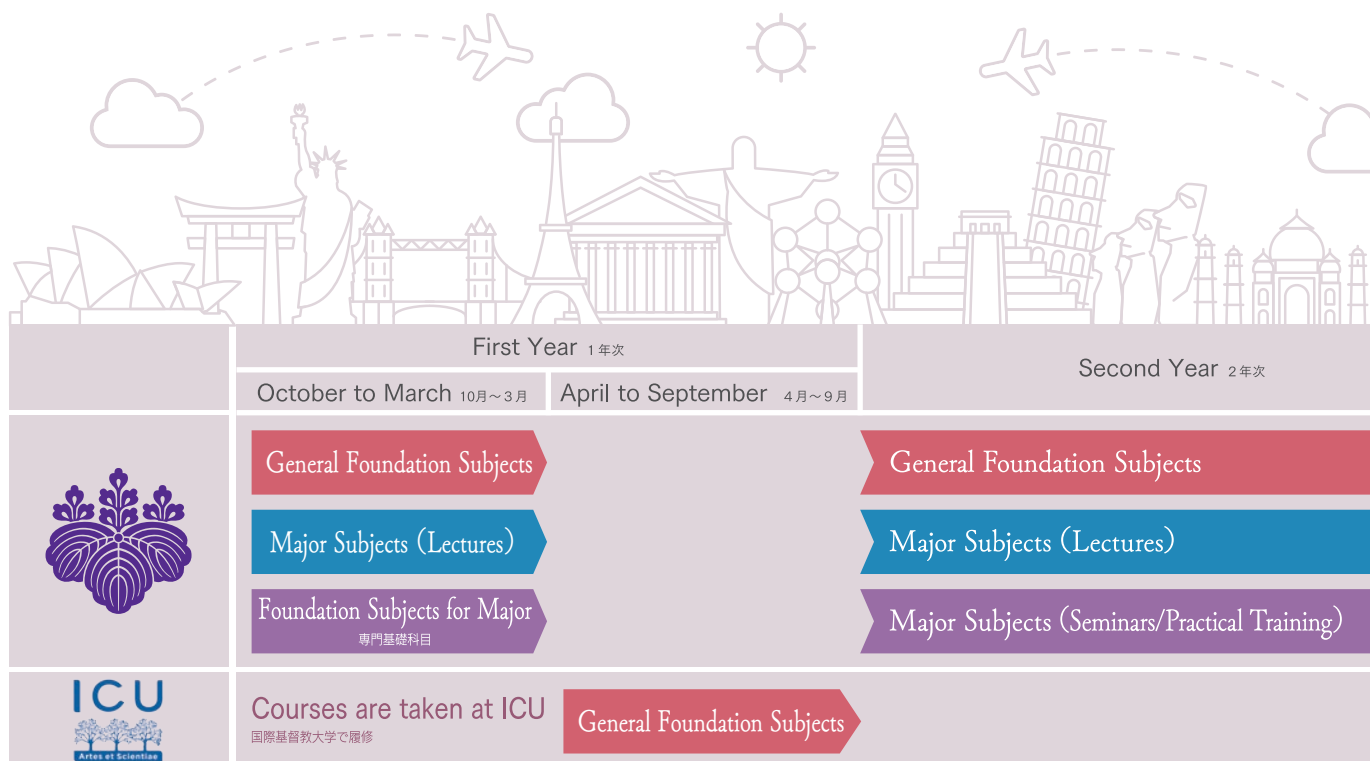 First Year 1年次
Second Year 2年次
October to March 10月～3月
April to September 4月～9月
General Foundation Subjects
General Foundation Subjects
Major Subjects (Lectures)
Major Subjects (Lectures)
Foundation Subjects for Major
専門基礎科目
Major Subjects (Seminars/Practical Training)
ICU
Artes et Scientiae
Courses are taken at ICU
国際基督教大学で履修
General Foundation Subjects